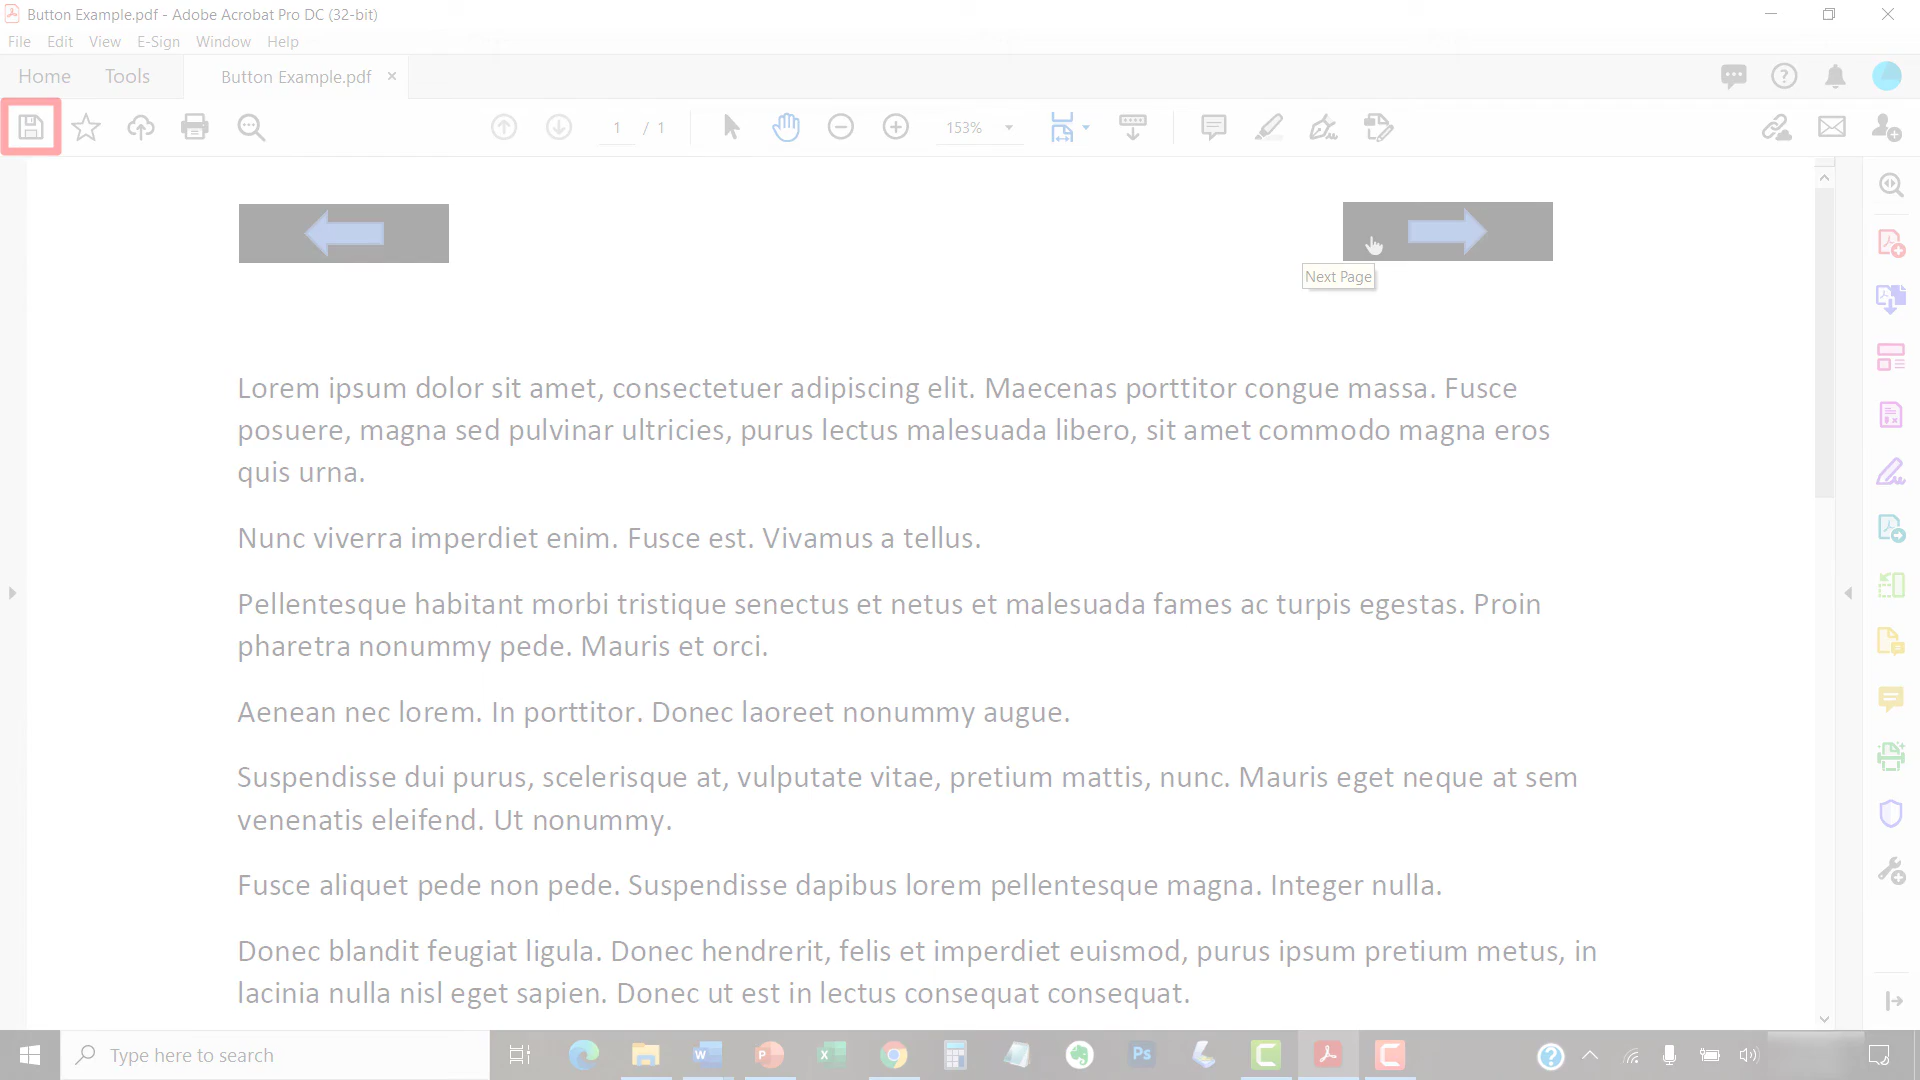 Button Example.pdf - Adobe Acrobat Pro DC (32-bit)
File Edit View E-Sign Window Help
Home Tools Button Example.pdf ×
1 / 1 153%
Next Page
Lorem ipsum dolor sit amet, consectetuer adipiscing elit. Maecenas porttitor congue massa. Fusce
posuere, magna sed pulvinar ultricies, purus lectus malesuada libero, sit amet commodo magna eros
quis urna.
Nunc viverra imperdiet enim. Fusce est. Vivamus a tellus.
Pellentesque habitant morbi tristique senectus et netus et malesuada fames ac turpis egestas. Proin
pharetra nonummy pede. Mauris et orci.
Aenean nec lorem. In porttitor. Donec laoreet nonummy augue.
Suspendisse dui purus, scelerisque at, vulputate vitae, pretium mattis, nunc. Mauris eget neque at sem
venenatis eleifend. Ut nonummy.
Fusce aliquet pede non pede. Suspendisse dapibus lorem pellentesque magna. Integer nulla.
Donec blandit feugiat ligula. Donec hendrerit, felis et imperdiet euismod, purus ipsum pretium metus, in
lacinia nulla nisl eget sapien. Donec ut est in lectus consequat consequat.
Type here to search